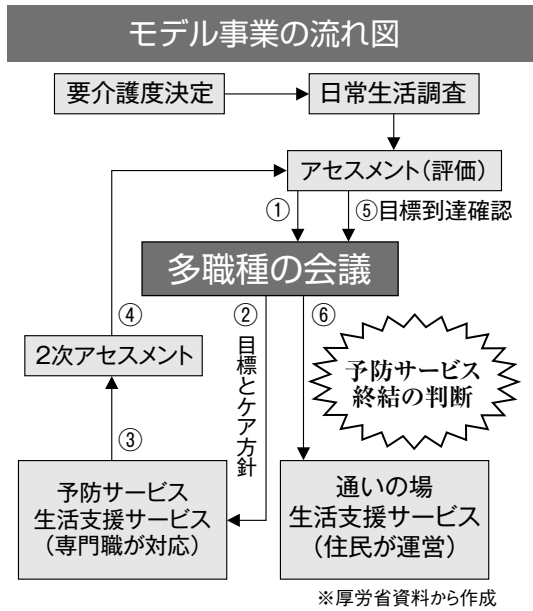 モデル事業の流れ図
要介護度決定
日常生活調査
アセスメント（評価）
①
⑤目標到達確認
多職種の会議
④
②
目標とケア方針
⑥
2次アセスメント
予防サービス
終結の判断
③
予防サービス
生活支援サービス
（専門職が対応）
通いの場
生活支援サービス
（住民が運営）
※厚労省資料から作成